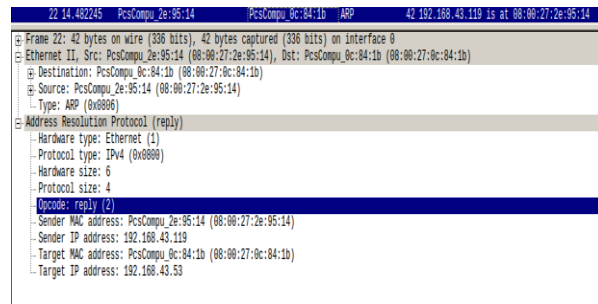 22 14.482245 PcsCompu_2e:95:14 PcsCompu_0c:84:1b ARP 42 192.168.43.119 is at 08:00:27:2e:95:14
Frame 22: 42 bytes on wire (336 bits), 42 bytes captured (336 bits) on interface 0
Ethernet II, Src: PcsCompu_2e:95:14 (08:00:27:2e:95:14), Dst: PcsCompu_0c:84:1b (08:00:27:0c:84:1b)
Destination: PcsCompu_0c:84:1b (08:00:27:0c:84:1b)
Source: PcsCompu_2e:95:14 (08:00:27:2e:95:14)
Type: ARP (0x0806)
Address Resolution Protocol (reply)
Hardware type: Ethernet (1)
Protocol type: IPv4 (0x0800)
Hardware size: 6
Protocol size: 4
Opcode: reply (2)
Sender MAC address: PcsCompu_2e:95:14 (08:00:27:2e:95:14)
Sender IP address: 192.168.43.119
Target MAC address: PcsCompu_0c:84:1b (08:00:27:0c:84:1b)
Target IP address: 192.168.43.53